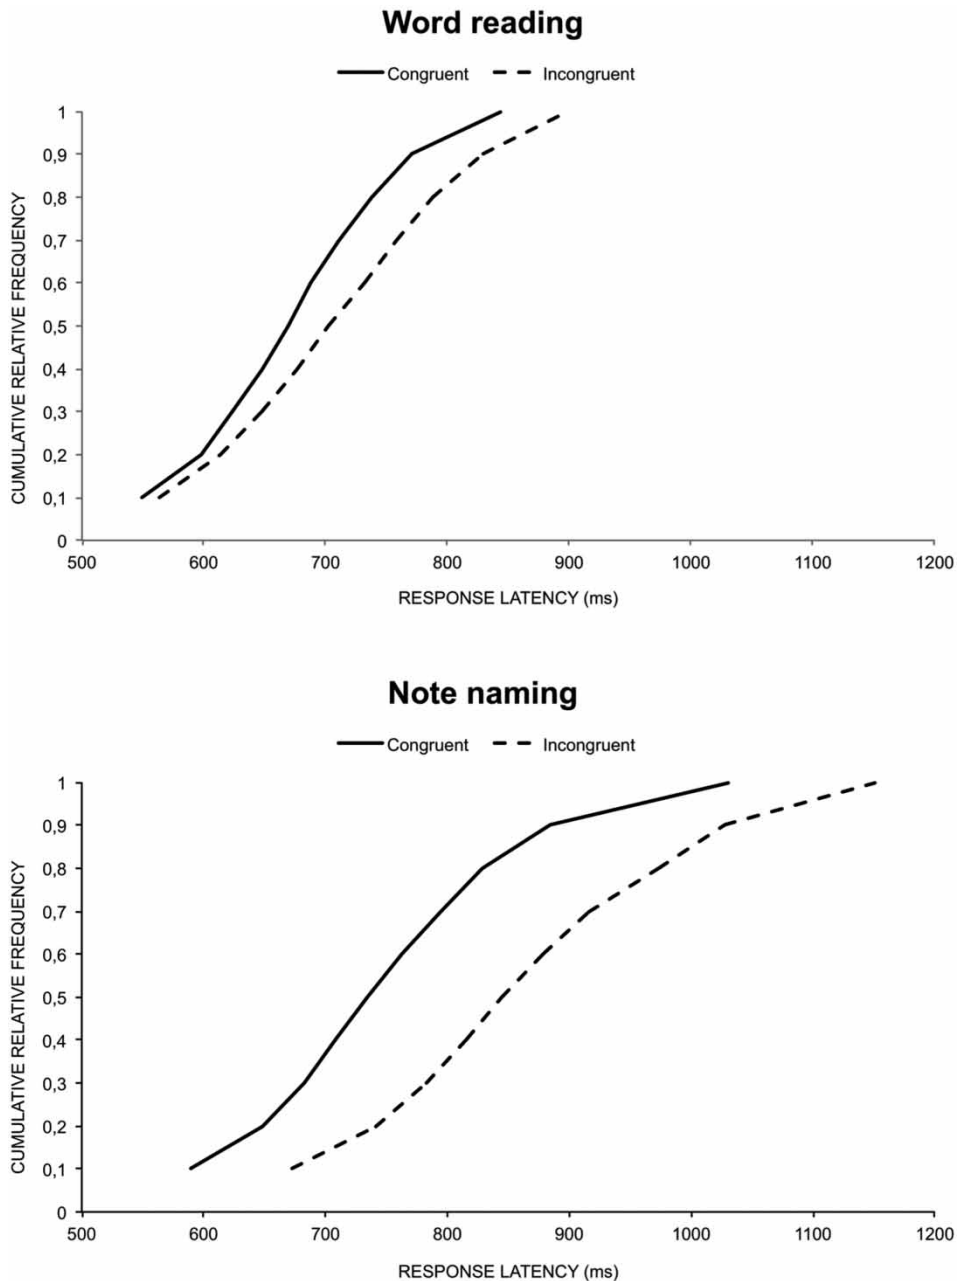 Word reading
Congruent Incongruent
CUMULATIVE RELATIVE FREQUENCY
1
0,9
0,8
0,7
0,6
0,5
0,4
0,3
0,2
0,1
0
500 600 700 800 900 1000 1100 1200
RESPONSE LATENCY (ms)
Note naming
Congruent Incongruent
CUMULATIVE RELATIVE FREQUENCY
1
0,9
0,8
0,7
0,6
0,5
0,4
0,3
0,2
0,1
0
500 600 700 800 900 1000 1100 1200
RESPONSE LATENCY (ms)